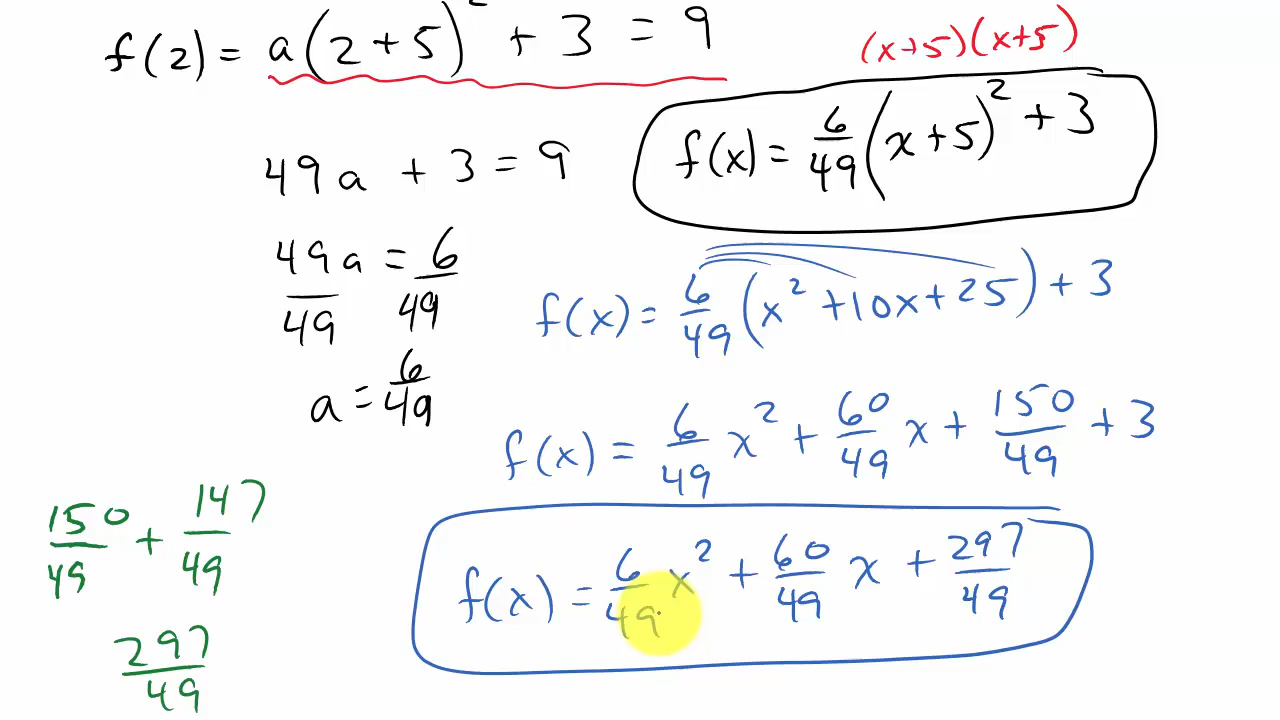 f(2) = a(2+5)² + 3 = 9
(x+5)(x+5)
f(x) = 6/49 (x+5)² + 3
49a + 3 = 9
49a = 6
49 49
a = 6/49
f(x) = 6/49 (x² + 10x + 25) + 3
f(x) = 6/49 x² + 60/49 x + 150/49 + 3
150/49 + 147/49
297/49
f(x) = 6/49 x² + 60/49 x + 297/49